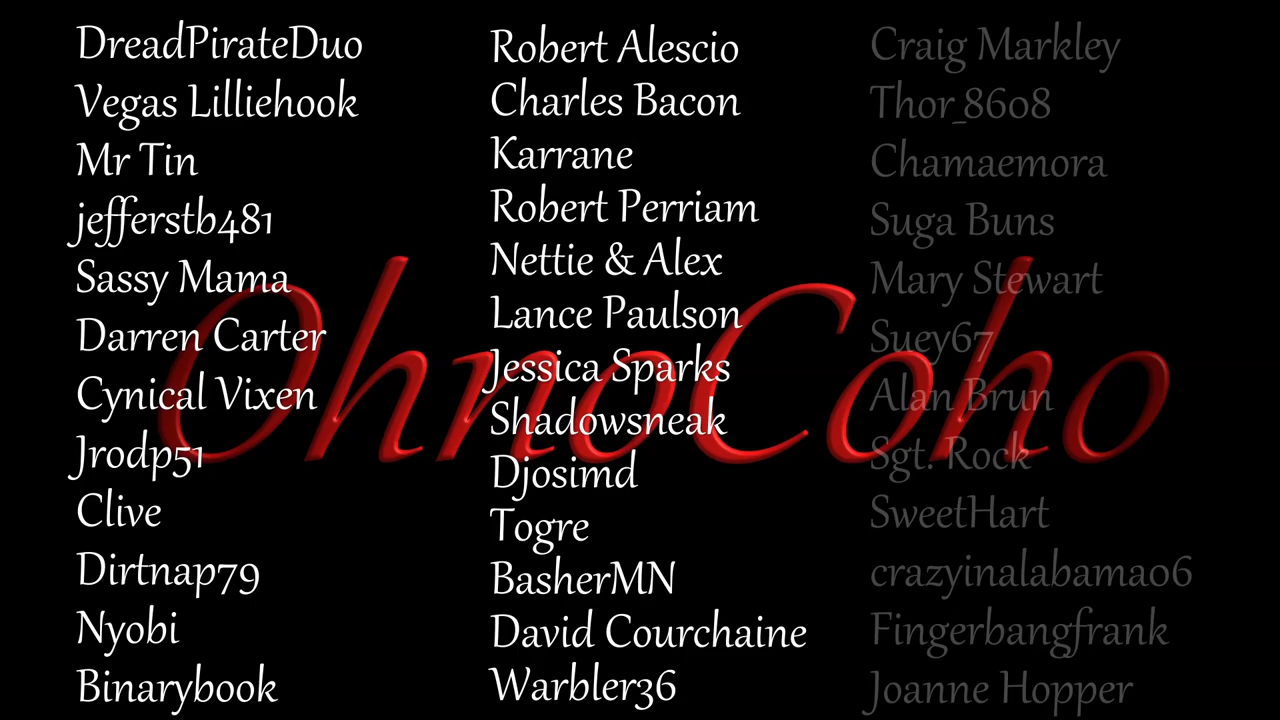 DreadPirateDuo
Vegas Lilliehook
Mr Tin
jefferstb481
Sassy Mama
Darren Carter
Cynical Vixen
Jrodp51
Clive
Dirtnap79
Nyobi
Binarybook
Robert Alescio
Charles Bacon
Karrane
Robert Perriam
Nettie & Alex
Lance Paulson
Jessica Sparks
Shadowsneak
Djosimd
Togre
BasherMN
David Courchaine
Warbler36
Craig Markley
Thor_8608
Chamaemora
Suga Buns
Mary Stewart
Suey67
Alan Brun
Sgt. Rock
SweetHart
crazyinalabama06
Fingerbangfrank
Joanne Hopper
OhnoCoho